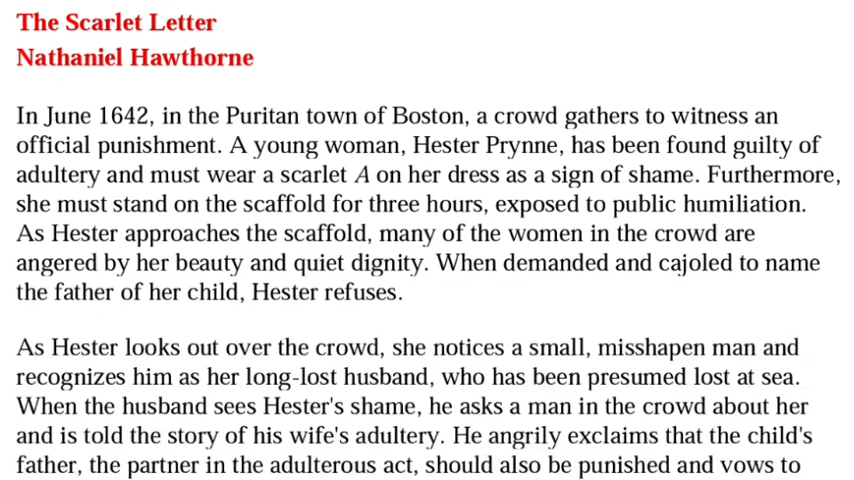 The Scarlet Letter
Nathaniel Hawthorne
In June 1642, in the Puritan town of Boston, a crowd gathers to witness an
official punishment. A young woman, Hester Prynne, has been found guilty of
adultery and must wear a scarlet A on her dress as a sign of shame. Furthermore,
she must stand on the scaffold for three hours, exposed to public humiliation.
As Hester approaches the scaffold, many of the women in the crowd are
angered by her beauty and quiet dignity. When demanded and cajoled to name
the father of her child, Hester refuses.
As Hester looks out over the crowd, she notices a small, misshapen man and
recognizes him as her long-lost husband, who has been presumed lost at sea.
When the husband sees Hester's shame, he asks a man in the crowd about her
and is told the story of his wife's adultery. He angrily exclaims that the child's
father, the partner in the adulterous act, should also be punished and vows to